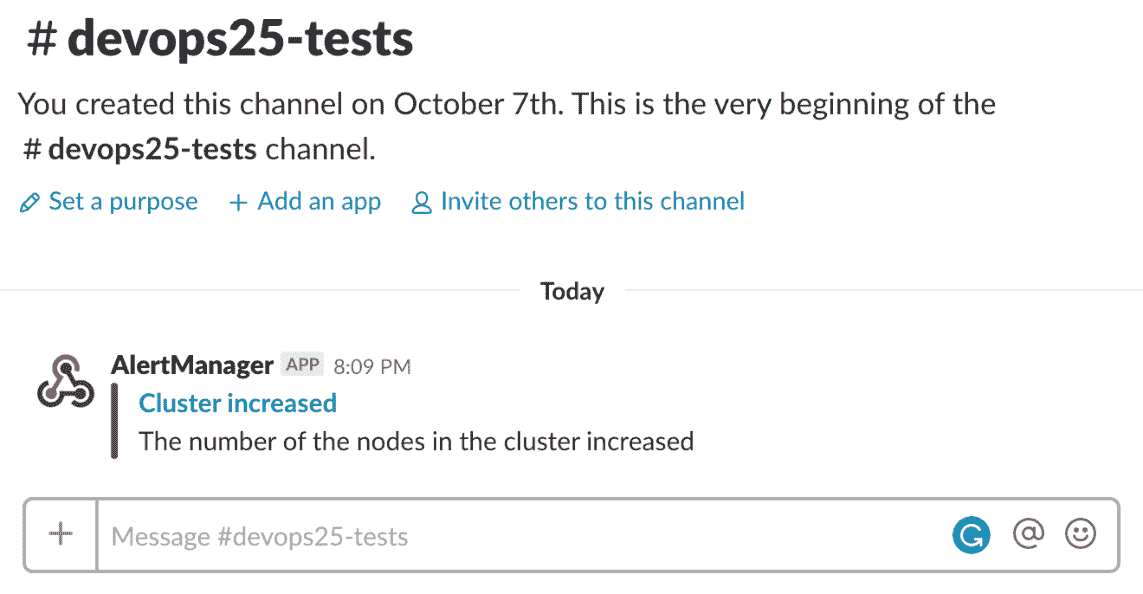 # devops25-tests
You created this channel on October 7th. This is the very beginning of the
# devops25-tests channel.
Set a purpose + Add an app Invite others to this channel
Today
AlertManager APP 8:09 PM
Cluster increased
The number of the nodes in the cluster increased
+ Message #devops25-tests G @